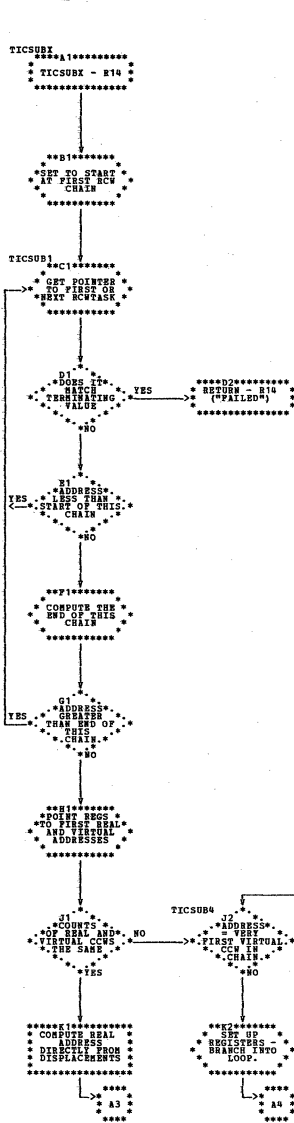 TICSUBX
A1
TICSUBX - R14
B1
SET TO START
AT FIRST RCW
CHAIN
TICSUB1
C1
GET POINTER
TO FIRST OR
NEXT RCWTASK
D1
DOES IT
MATCH
TERMINATING
VALUE
YES
NO
D2
RETURN - R14
("FAILED")
E1
ADDRESS
LESS THAN
START OF THIS
CHAIN
YES
NO
F1
COMPUTE THE
END OF THIS
CHAIN
G1
ADDRESS
GREATER
THAN END OF
THIS
CHAIN
YES
NO
H1
POINT REGS
TO FIRST REAL
AND VIRTUAL
ADDRESSES
J1
COUNTS
OF REAL AND
VIRTUAL CCWS
THE SAME
NO
YES
TICSUB4
J2
ADDRESS
= VERY
FIRST VIRTUAL
CCW IN
CHAIN.
NO
K1
COMPUTE REAL
ADDRESS
DIRECTLY FROM
DISPLACEMENTS
K2
SET UP
REGISTERS -
BRANCH INTO
LOOP.
A3
A4